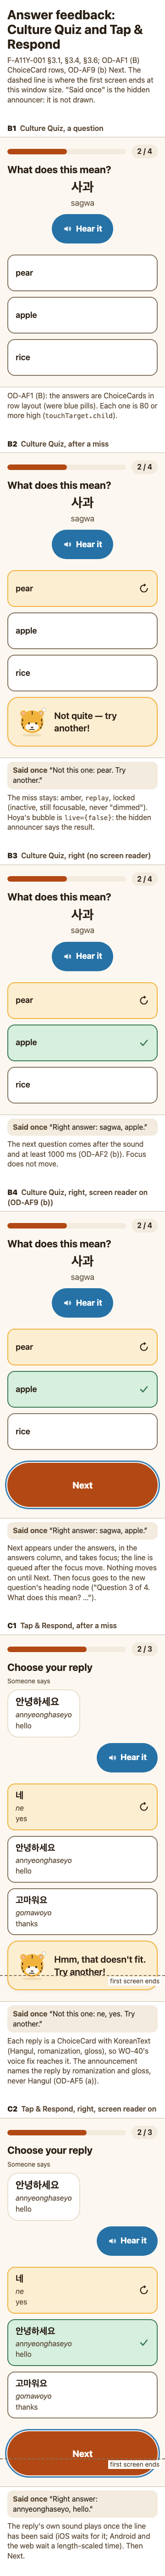 Answer feedback:
Culture Quiz and Tap &
Respond
F-A11Y-001 §3.1, §3.4, §3.6; OD-AF1 (B)
ChoiceCard rows, OD-AF9 (b) Next. The
dashed line is where the first screen ends at
this window size. "Said once" is the hidden
announcer: it is not drawn.
B1 Culture Quiz, a question
2 / 4
What does this mean?
사과
sagwa
Hear it
pear
apple
rice
OD-AF1 (B): the answers are ChoiceCards in
row layout (were blue pills). Each one is 80 or
more high (touchTarget.child).
B2 Culture Quiz, after a miss
2 / 4
What does this mean?
사과
sagwa
Hear it
pear
apple
rice
Not quite — try
another!
Said once "Not this one: pear. Try
another."
The miss stays: amber, replay, locked
(inactive, still focusable, never "dimmed").
Hoya's bubble is live={false}: the hidden
announcer says the result.
B3 Culture Quiz, right (no screen reader)
2 / 4
What does this mean?
사과
sagwa
Hear it
pear
apple
rice
Said once "Right answer: sagwa, apple."
The next question comes after the sound
and at least 1000 ms (OD-AF2 (b)). Focus
does not move.
B4 Culture Quiz, right, screen reader on
(OD-AF9 (b))
2 / 4
What does this mean?
사과
sagwa
Hear it
pear
apple
rice
Next
Said once "Right answer: sagwa, apple."
Next appears under the answers, in the
answers column, and takes focus; the line is
queued after the focus move. Nothing moves
on until Next. Then focus goes to the new
question's heading node ("Question 3 of 4.
What does this mean? …").
C1 Tap & Respond, after a miss
2 / 3
Choose your reply
Someone says
안녕하세요
annyeonghaseyo
hello
Hear it
네
ne
yes
안녕하세요
annyeonghaseyo
hello
고마워요
gomawoyo
thanks
Hmm, that doesn't fit.
Try another!
first screen ends
Said once "Not this one: ne, yes. Try
another."
Each reply is a ChoiceCard with KoreanText
(Hangul, romanization, gloss), so WO-40's
voice fix reaches it. The announcement
names the reply by romanization and gloss,
never Hangul (OD-AF5 (a)).
C2 Tap & Respond, right, screen reader on
2 / 3
Choose your reply
Someone says
안녕하세요
annyeonghaseyo
hello
Hear it
네
ne
yes
안녕하세요
annyeonghaseyo
hello
고마워요
gomawoyo
thanks
Next
first screen ends
Said once "Right answer:
annyeonghaseyo, hello."
The reply's own sound plays once the line
has been said (iOS waits for it; Android and
the web wait a length-scaled time). Then
Next.